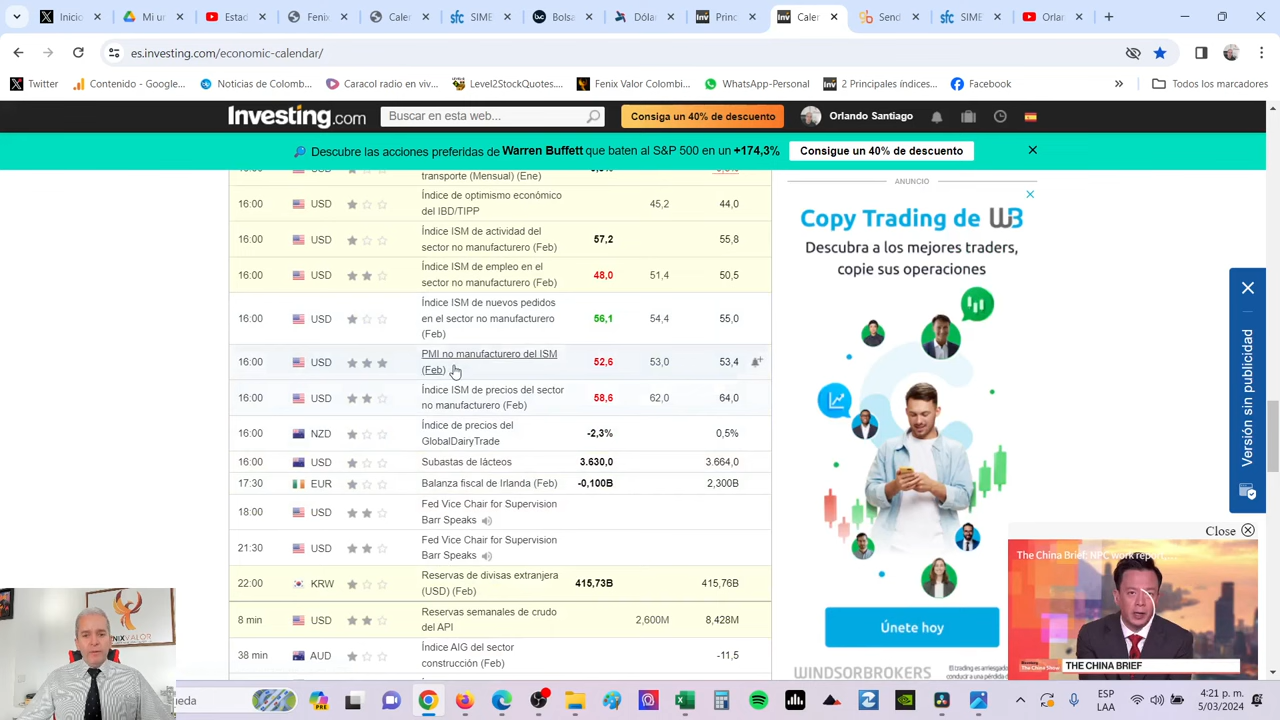 Inicic
Mi u
Estad
Fenix
Caler
SIME
Bolsa
Dólar
Princ
Caler
Send
SIME
Orlar
es.investing.com/economic-calendar/
Twitter
Contenido - Google...
Noticias de Colomb...
Caracol radio en viv...
Level2StockQuotes....
Fenix Valor Colombi...
WhatsApp-Personal
2 Principales índices...
Facebook
Todos los marcadores
Investing.com
Buscar en esta web...
Consiga un 40% de descuento
Orlando Santiago
Descubre las acciones preferidas de Warren Buffett que baten al S&P 500 en un +174,3%
Consigue un 40% de descuento
transporte (Mensual) (Ene)
16:00 USD Índice de optimismo económico 45,2 44,0
del IBD/TIPP
16:00 USD Índice ISM de actividad del 57,2 55,8
sector no manufacturero (Feb)
16:00 USD Índice ISM de empleo en el 48,0 51,4 50,5
sector no manufacturero (Feb)
16:00 USD Índice ISM de nuevos pedidos 56,1 54,4 55,0
en el sector no manufacturero
(Feb)
16:00 USD PMI no manufacturero del ISM 52,6 53,0 53,4
(Feb)
16:00 USD Índice ISM de precios del sector 58,6 62,0 64,0
no manufacturero (Feb)
16:00 NZD Índice de precios del -2,3% 0,5%
GlobalDairyTrade
16:00 USD Subastas de lácteos 3.630,0 3.664,0
17:30 EUR Balanza fiscal de Irlanda (Feb) -0,100B 2,300B
18:00 USD Fed Vice Chair for Supervision
Barr Speaks
21:30 USD Fed Vice Chair for Supervision
Barr Speaks
22:00 KRW Reservas de divisas extranjera 415,73B 415,76B
(USD) (Feb)
8 min USD Reservas semanales de crudo 2,600M 8,428M
del API
38 min AUD Índice AIG del sector -11,5
construcción (Feb)
ANUNCIO
Copy Trading de
Descubra a los mejores traders,
copie sus operaciones
Únete hoy
WINDSORBROKERS
El trading es arriesgado
Versión sin publicidad
Close
The China Brief: NPC work report...
THE CHINA BRIEF
NIXVALOR
ueda
ESP
LAA
4:21 p. m.
5/03/2024